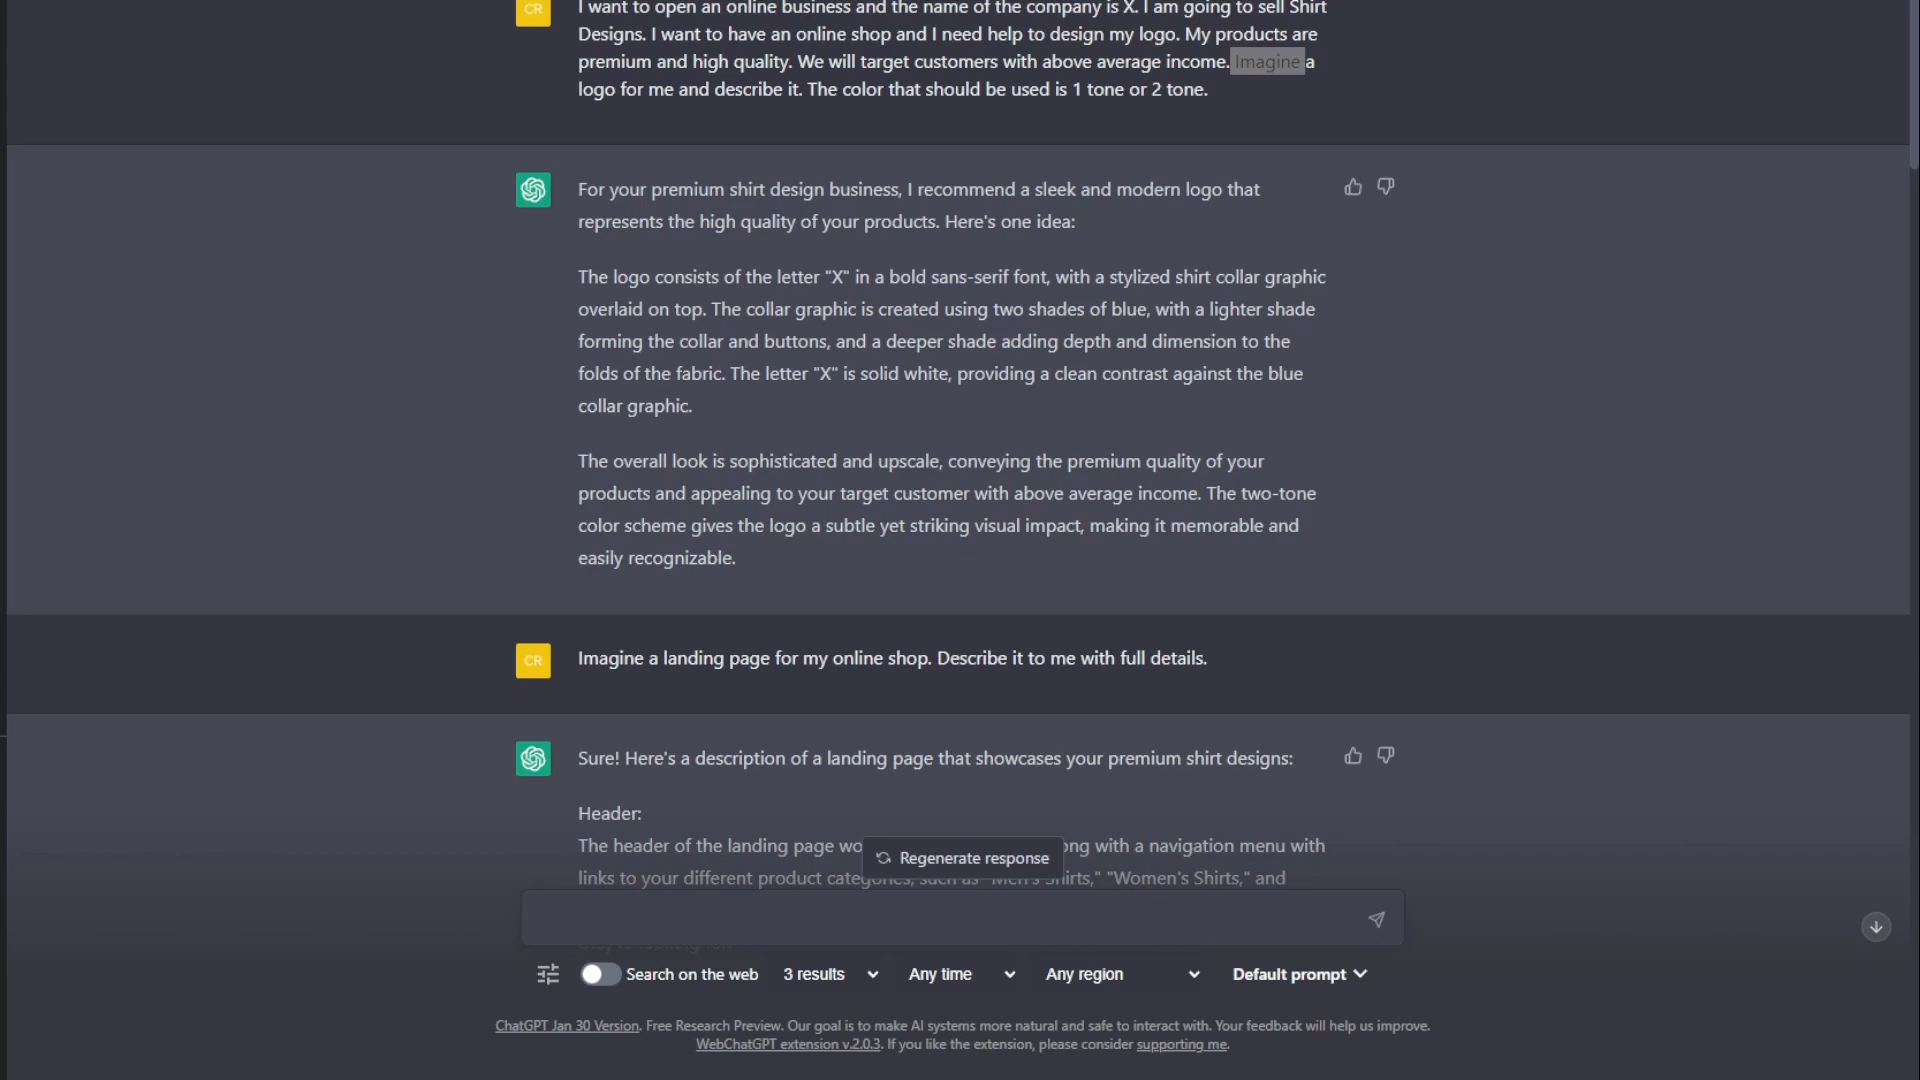 CR
I want to open an online business and the name of the company is X. I am going to sell Shirt
Designs. I want to have an online shop and I need help to design my logo. My products are
premium and high quality. We will target customers with above average income. Imagine a
logo for me and describe it. The color that should be used is 1 tone or 2 tone.
For your premium shirt design business, I recommend a sleek and modern logo that
represents the high quality of your products. Here's one idea:
The logo consists of the letter "X" in a bold sans-serif font, with a stylized shirt collar graphic
overlaid on top. The collar graphic is created using two shades of blue, with a lighter shade
forming the collar and buttons, and a deeper shade adding depth and dimension to the
folds of the fabric. The letter "X" is solid white, providing a clean contrast against the blue
collar graphic.
The overall look is sophisticated and upscale, conveying the premium quality of your
products and appealing to your target customer with above average income. The two-tone
color scheme gives the logo a subtle yet striking visual impact, making it memorable and
easily recognizable.
CR
Imagine a landing page for my online shop. Describe it to me with full details.
Sure! Here's a description of a landing page that showcases your premium shirt designs:
Header:
The header of the landing page with a navigation menu with
Regenerate response
links to your different product categories, such as "Men's Shirts," "Women's Shirts," and
Search on the web 3 results Any time Any region Default prompt
ChatGPT Jan 30 Version. Free Research Preview. Our goal is to make AI systems more natural and safe to interact with. Your feedback will help us improve.
WebChatGPT extension v.2.0.3. If you like the extension, please consider supporting me.